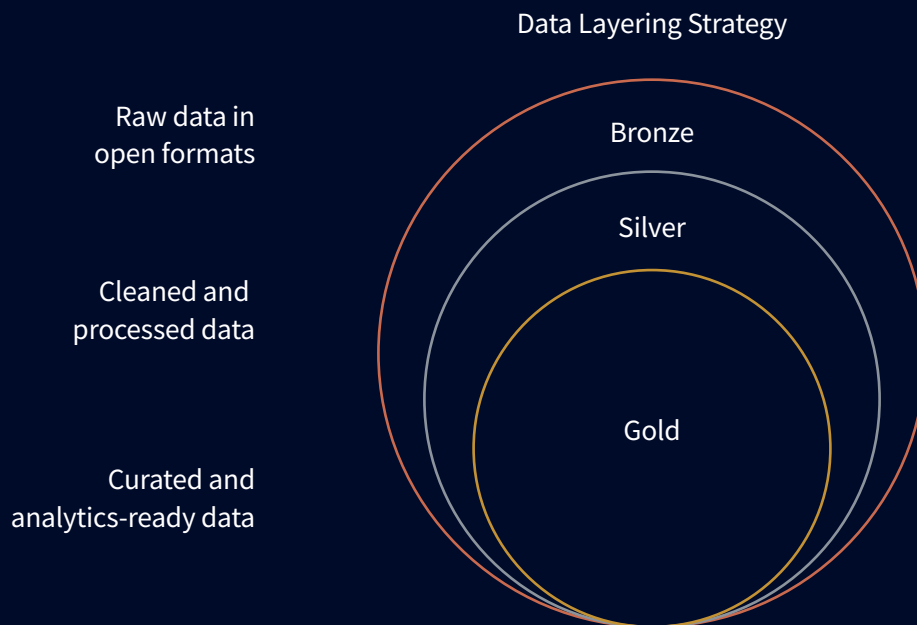 Data Layering Strategy
Raw data in
open formats
Bronze
Silver
Cleaned and
processed data
Gold
Curated and
analytics-ready data